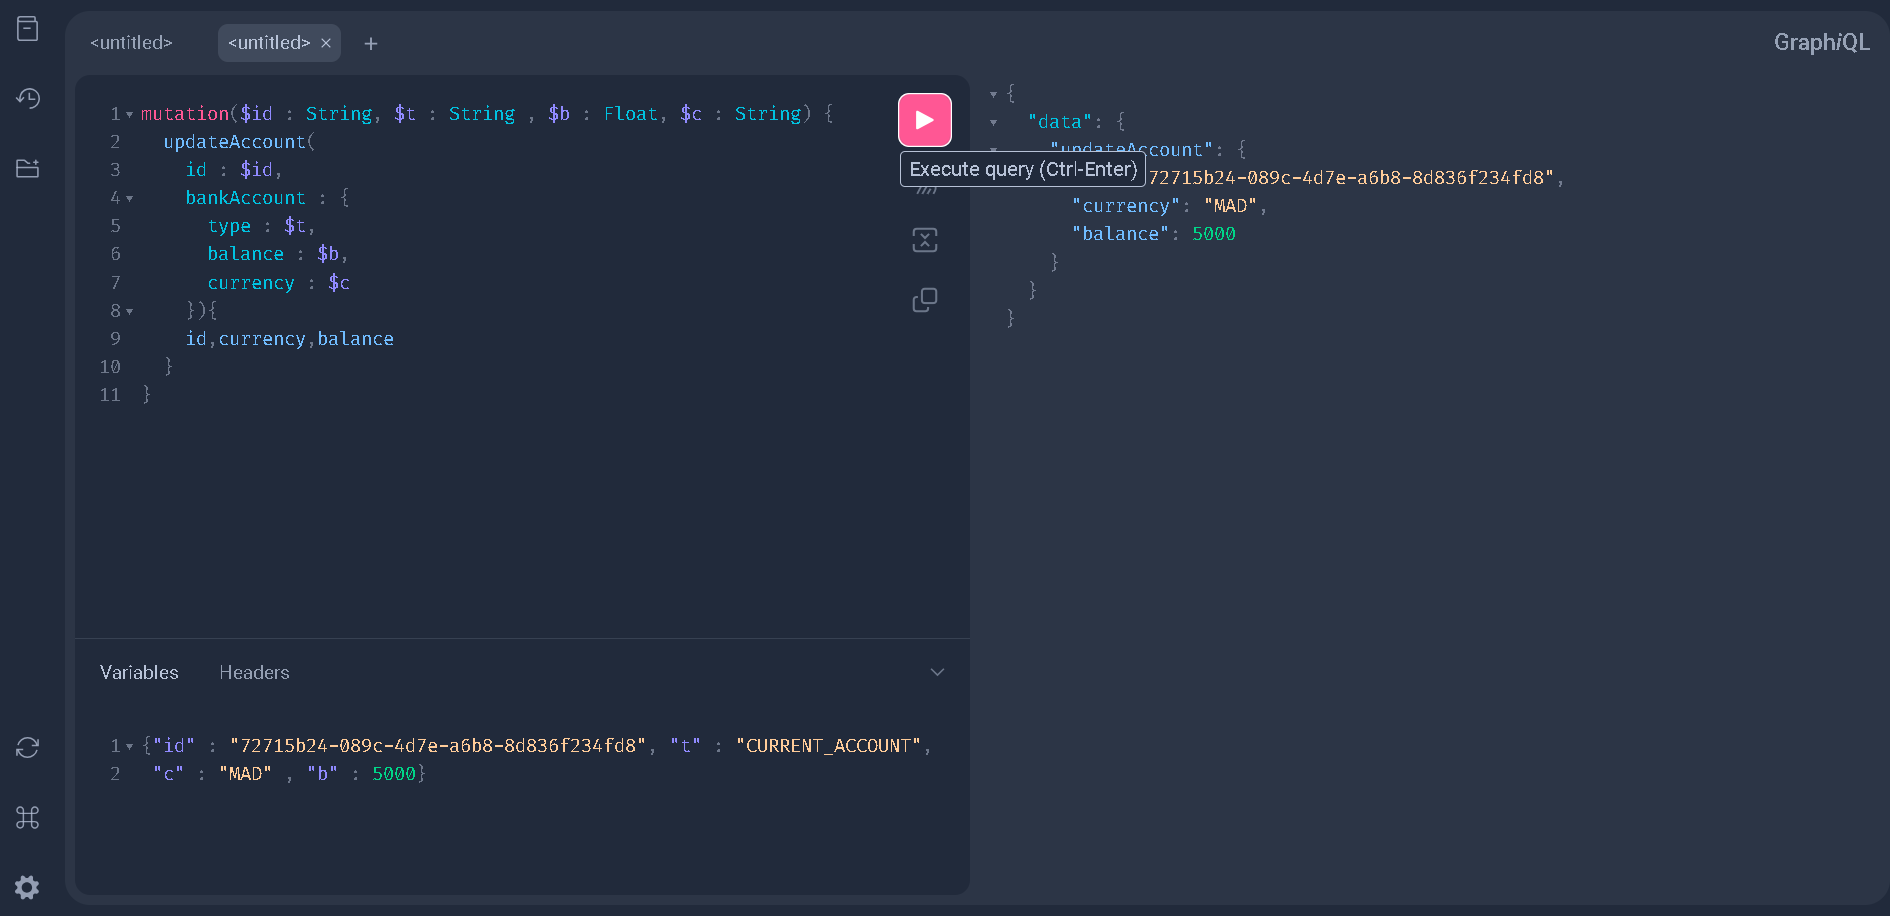 <untitled>
<untitled> × +
GraphiQL
1 mutation($id : String, $t : String , $b : Float, $c : String) {
2 updateAccount(
3 id : $id,
4 bankAccount : {
5 type : $t,
6 balance : $b,
7 currency : $c
8 }){
9 id,currency,balance
10 }
11 }
Execute query (Ctrl-Enter)
{
"data": {
"updateAccount": {
72715b24-089c-4d7e-a6b8-8d836f234fd8",
"currency": "MAD",
"balance": 5000
}
}
}
Variables Headers
1 {"id" : "72715b24-089c-4d7e-a6b8-8d836f234fd8", "t" : "CURRENT_ACCOUNT",
2 "c" : "MAD" , "b" : 5000}